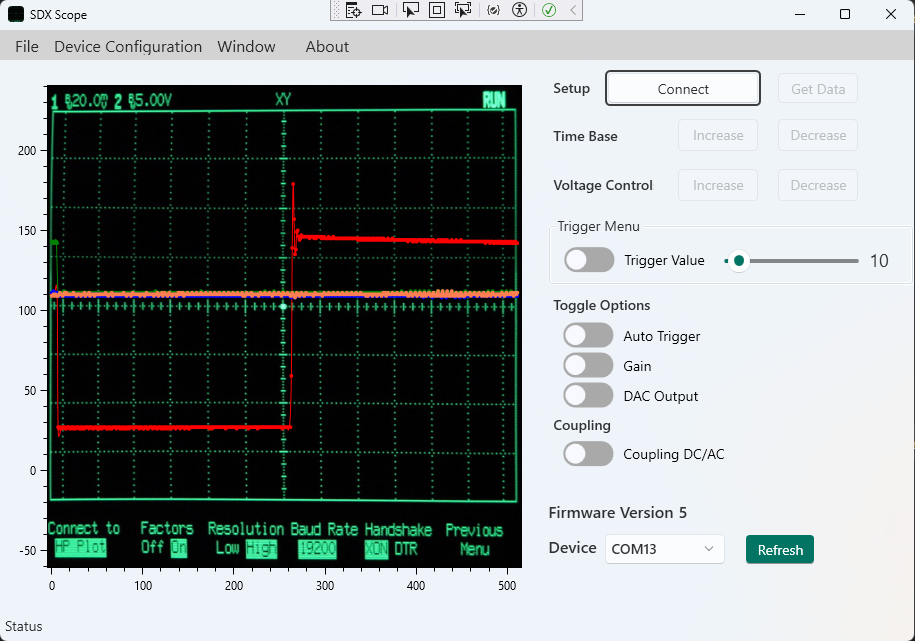 SDX Scope
File Device Configuration Window About
1 20.0 2 5.00V XY RUN
200
150
100
50
0
-50
0 100 200 300 400 500
Connect to Factors Resolution Baud Rate Handshake Previous
HP Plot Off On Low High 19200 XON DTR Menu
Setup Connect Get Data
Time Base Increase Decrease
Voltage Control Increase Decrease
Trigger Menu
Trigger Value 10
Toggle Options
Auto Trigger
Gain
DAC Output
Coupling
Coupling DC/AC
Firmware Version 5
Device COM13 Refresh
Status